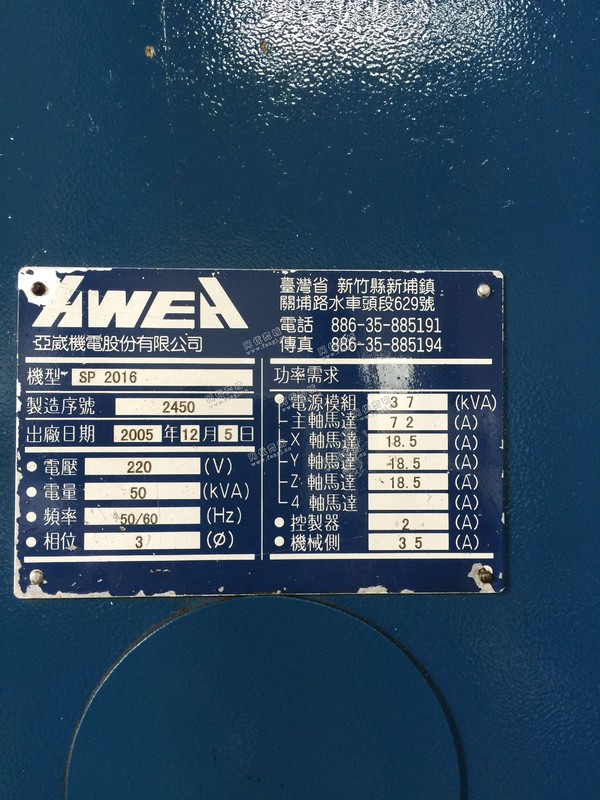 AWEA
亞崴機電股份有限公司
臺灣省 新竹縣新埔鎮
關埔路水車頭段629號
電話 886-35-885191
傳真 886-35-885194
機型 SP 2016
製造序號 2450
出廠日期 2005 年 12 月 5 日
電壓 220 (V)
電量 50 (kVA)
頻率 50/60 (Hz)
相位 3 (Ø)
功率需求
電源模組 37 (kVA)
主軸馬達 72 (A)
X 軸馬達 18.5 (A)
Y 軸馬達 18.5 (A)
Z 軸馬達 18.5 (A)
4 軸馬達 (A)
控製器 2 (A)
機械側 35 (A)